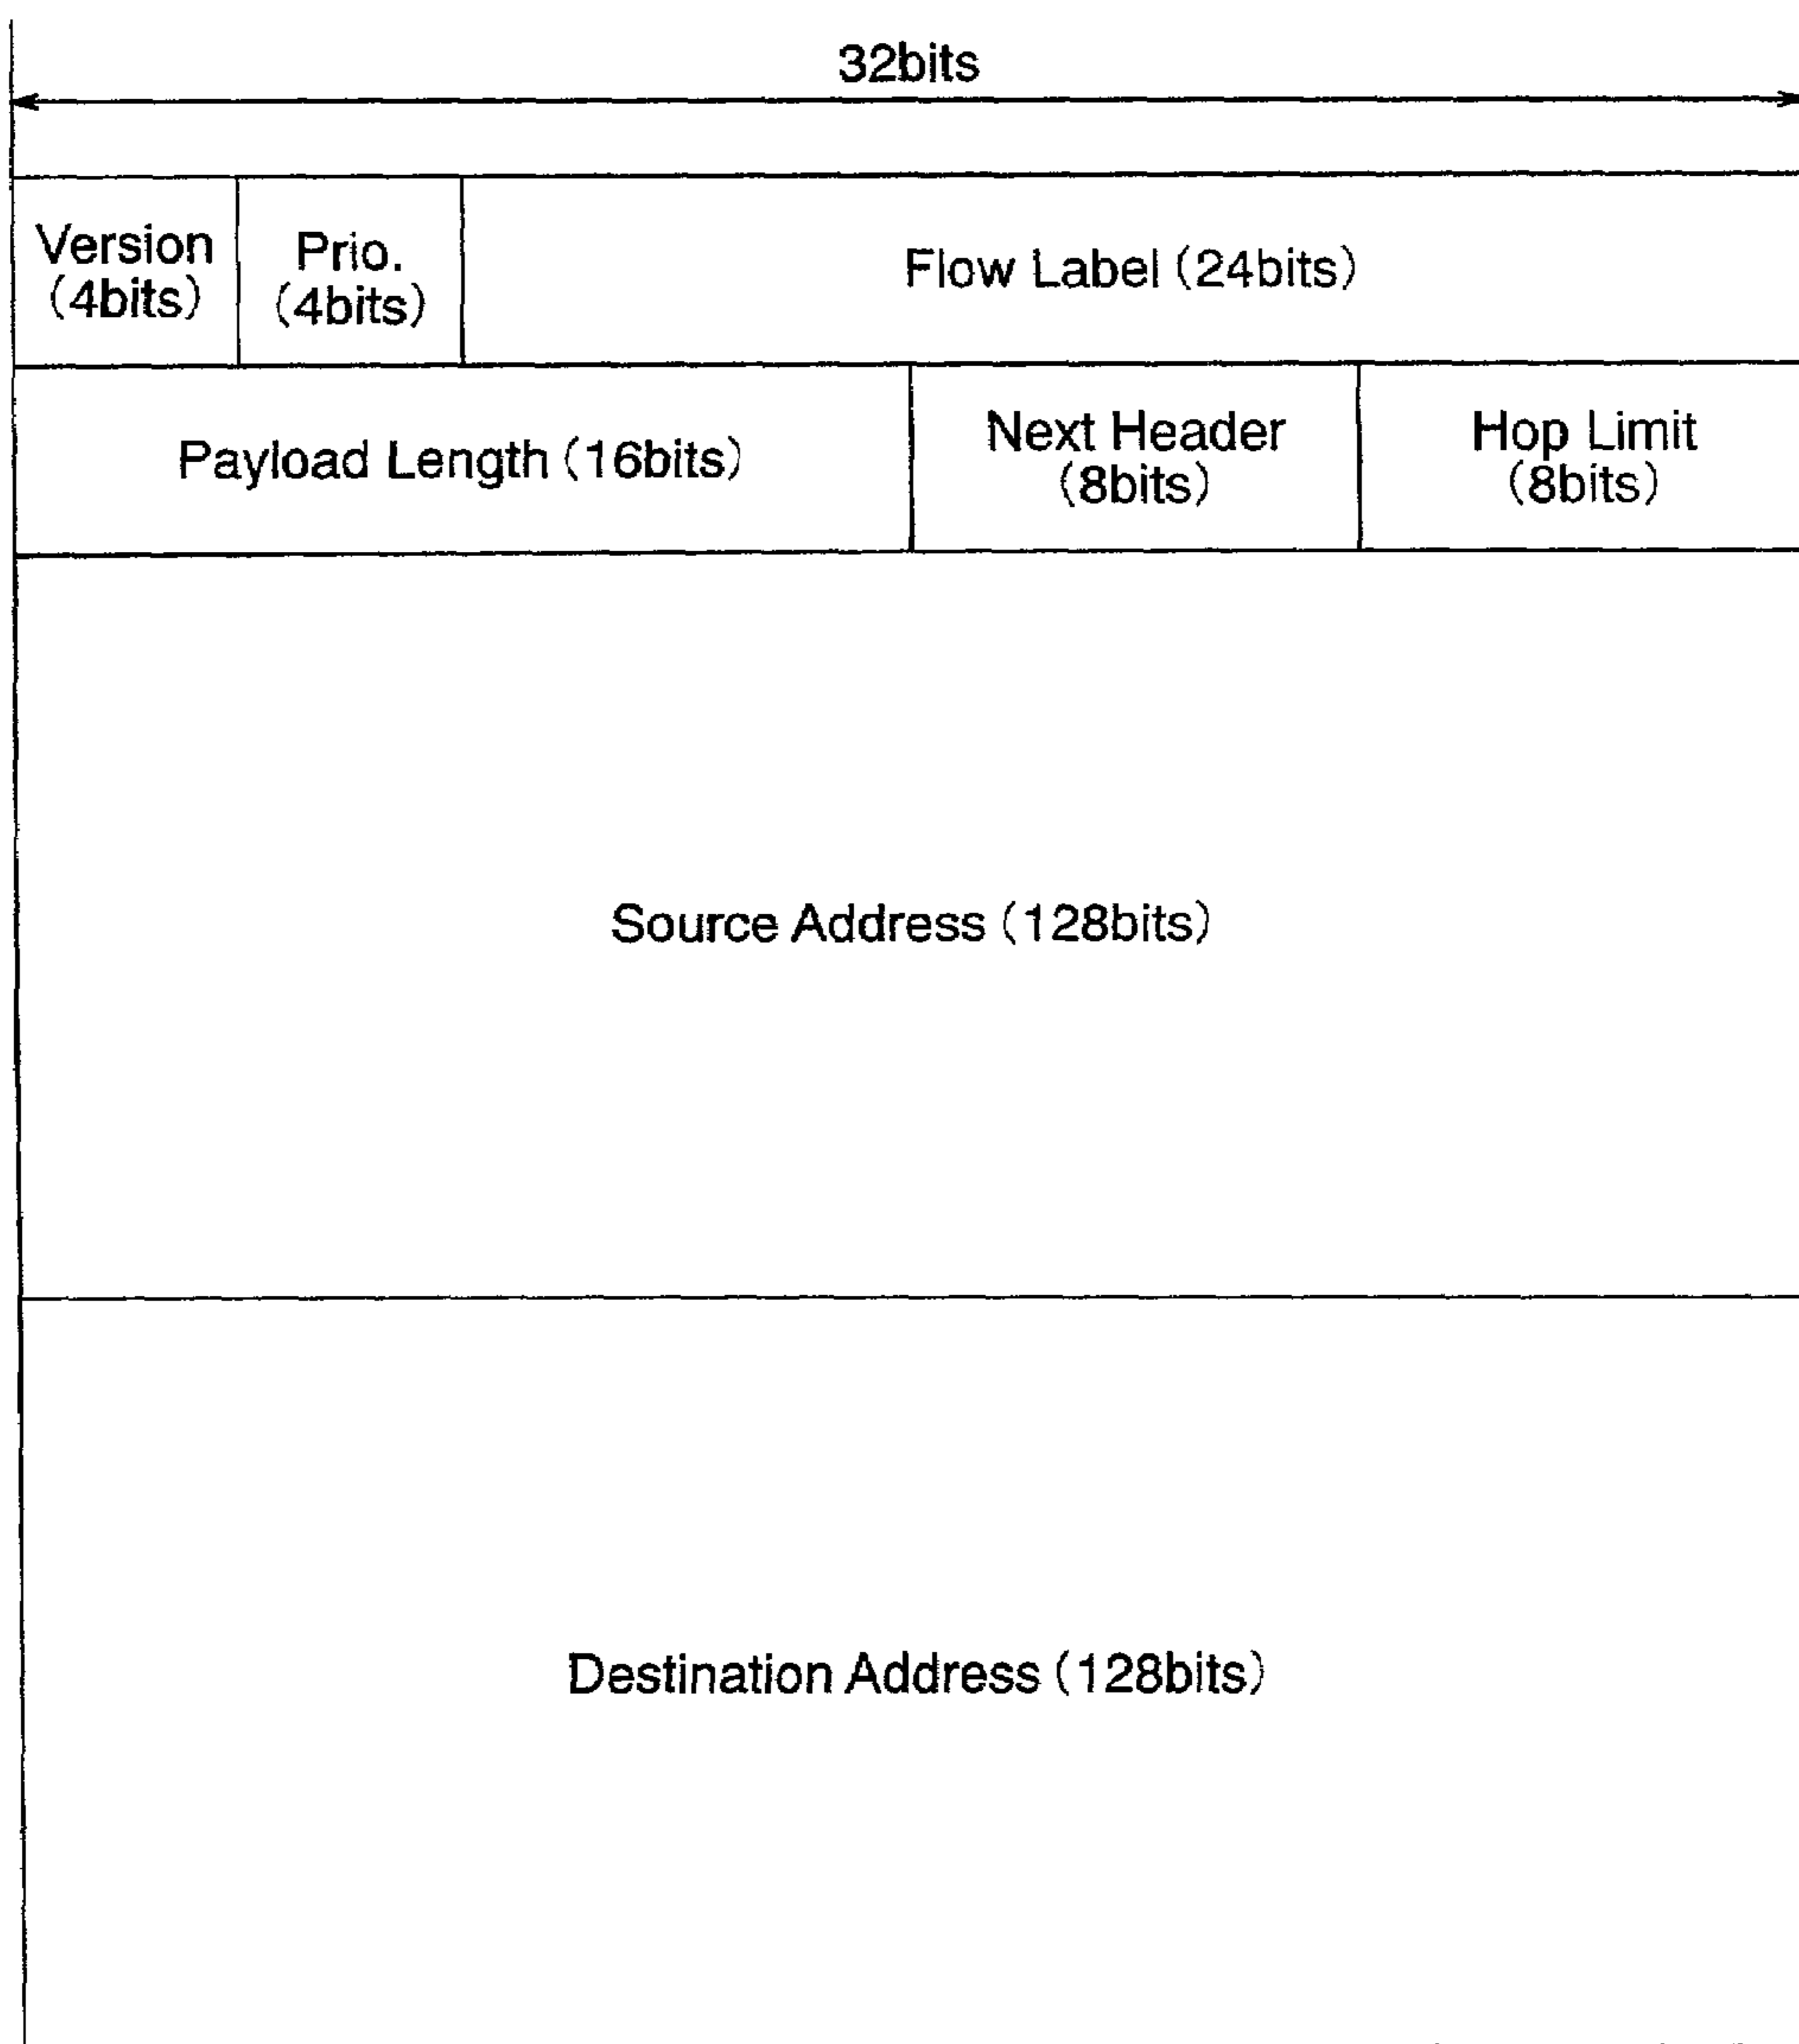 32bits
Version
(4bits)
Prio.
(4bits)
Flow Label (24bits)
Payload Length (16bits)
Next Header
(8bits)
Hop Limit
(8bits)
Source Address (128bits)
Destination Address (128bits)